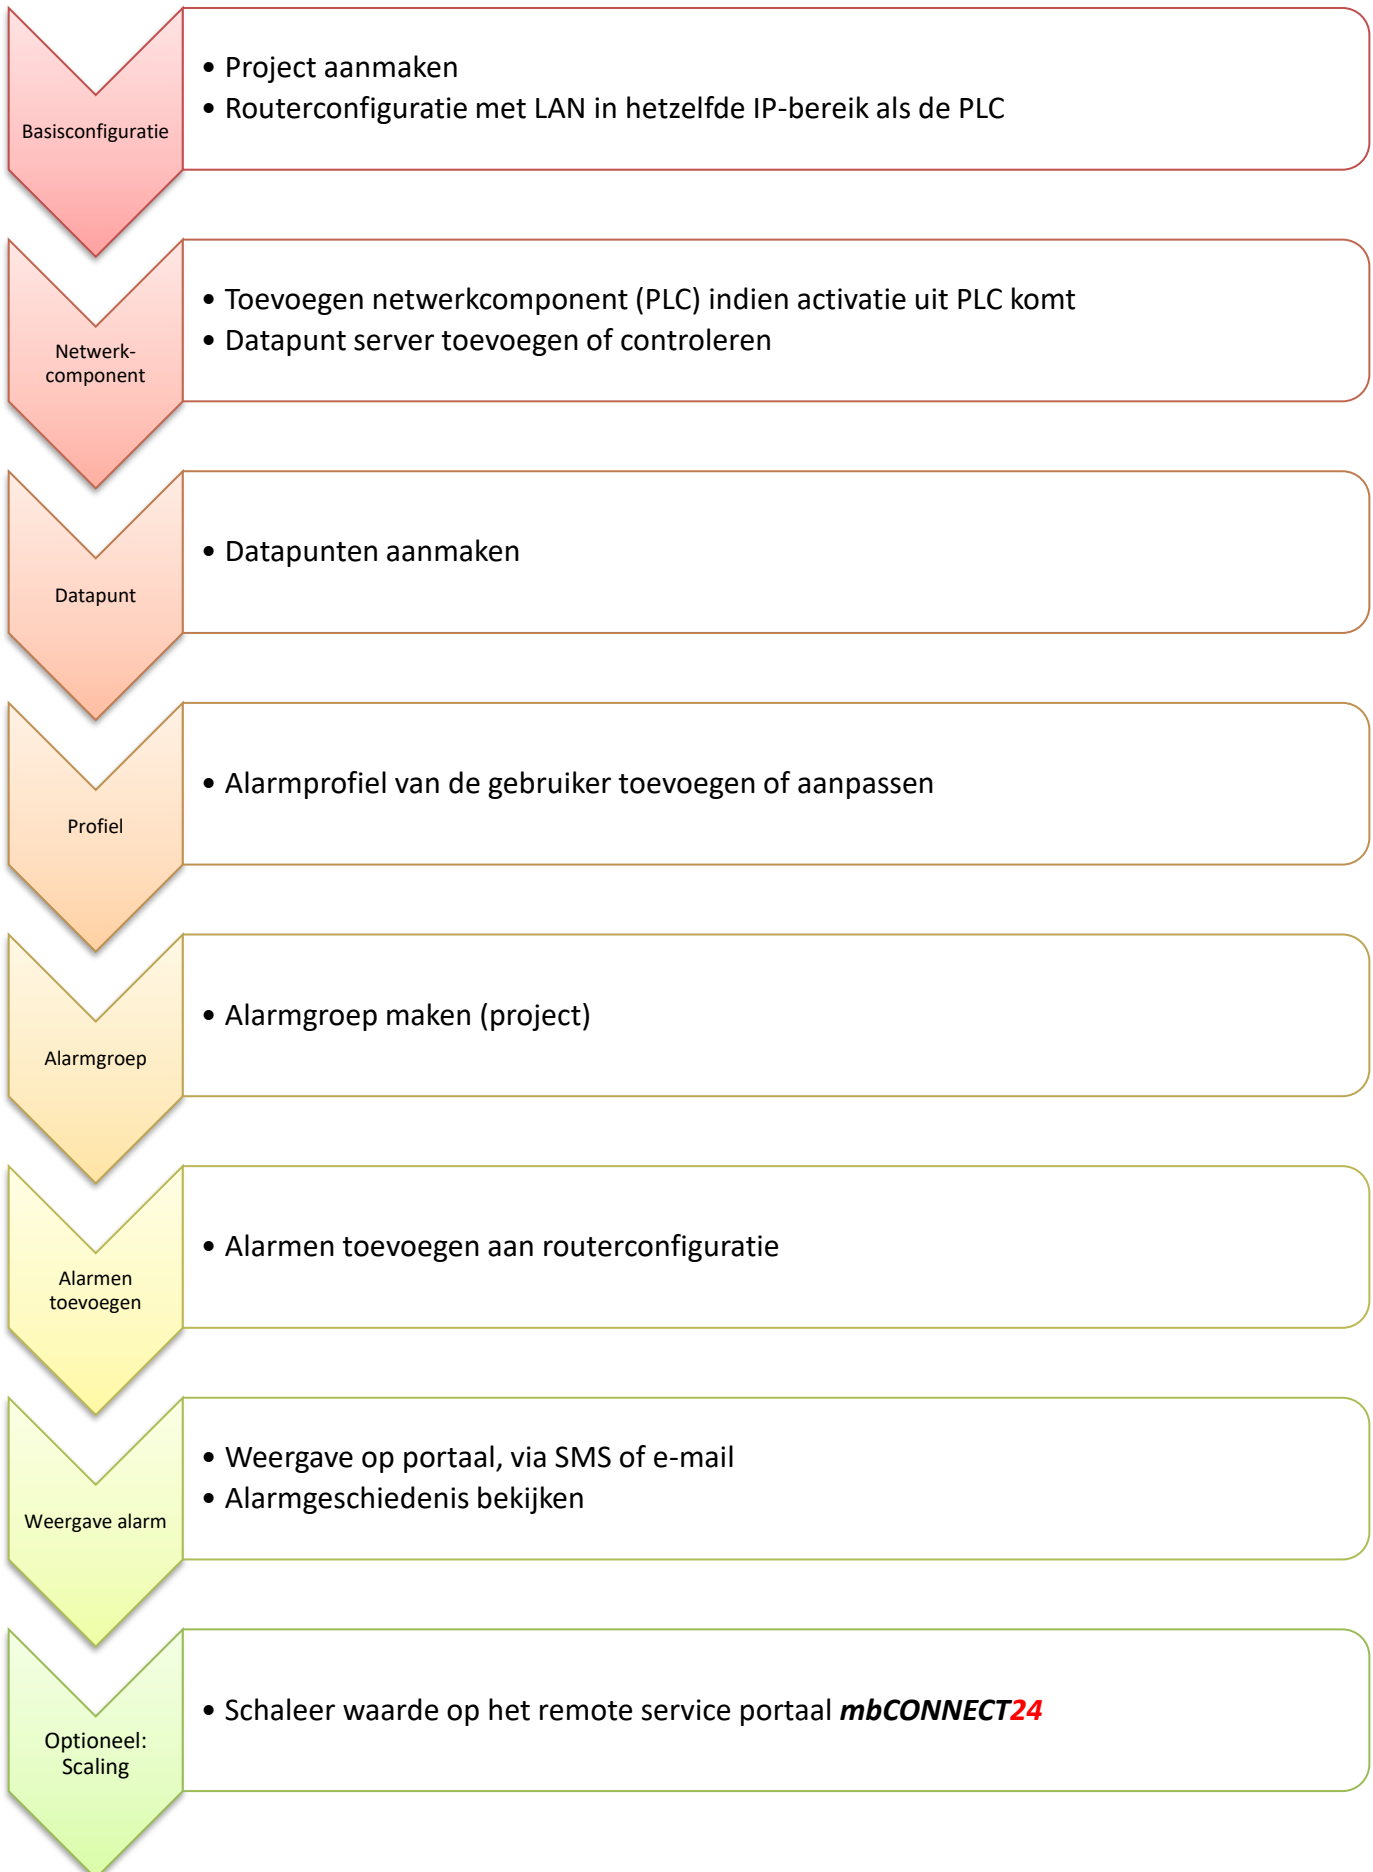 Basisconfiguratie
• Project aanmaken
• Routerconfiguratie met LAN in hetzelfde IP-bereik als de PLC
Netwerk-
component
• Toevoegen netwerkcomponent (PLC) indien activatie uit PLC komt
• Datapunt server toevoegen of controleren
Datapunt
• Datapunten aanmaken
Profiel
• Alarmprofiel van de gebruiker toevoegen of aanpassen
Alarmgroep
• Alarmgroep maken (project)
Alarmen
toevoegen
• Alarmen toevoegen aan routerconfiguratie
Weergave alarm
• Weergave op portaal, via SMS of e-mail
• Alarmgeschiedenis bekijken
Optioneel:
Scaling
• Schaleer waarde op het remote service portaal mbCONNECT24